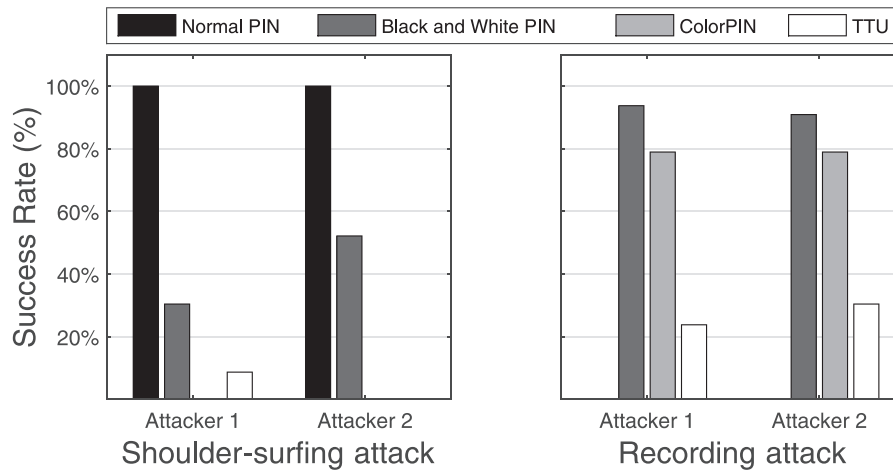 Normal PIN Black and White PIN ColorPIN TTU
Success Rate (%)
100%
80%
60%
40%
20%
Attacker 1 Attacker 2
Shoulder-surfing attack
Attacker 1 Attacker 2
Recording attack